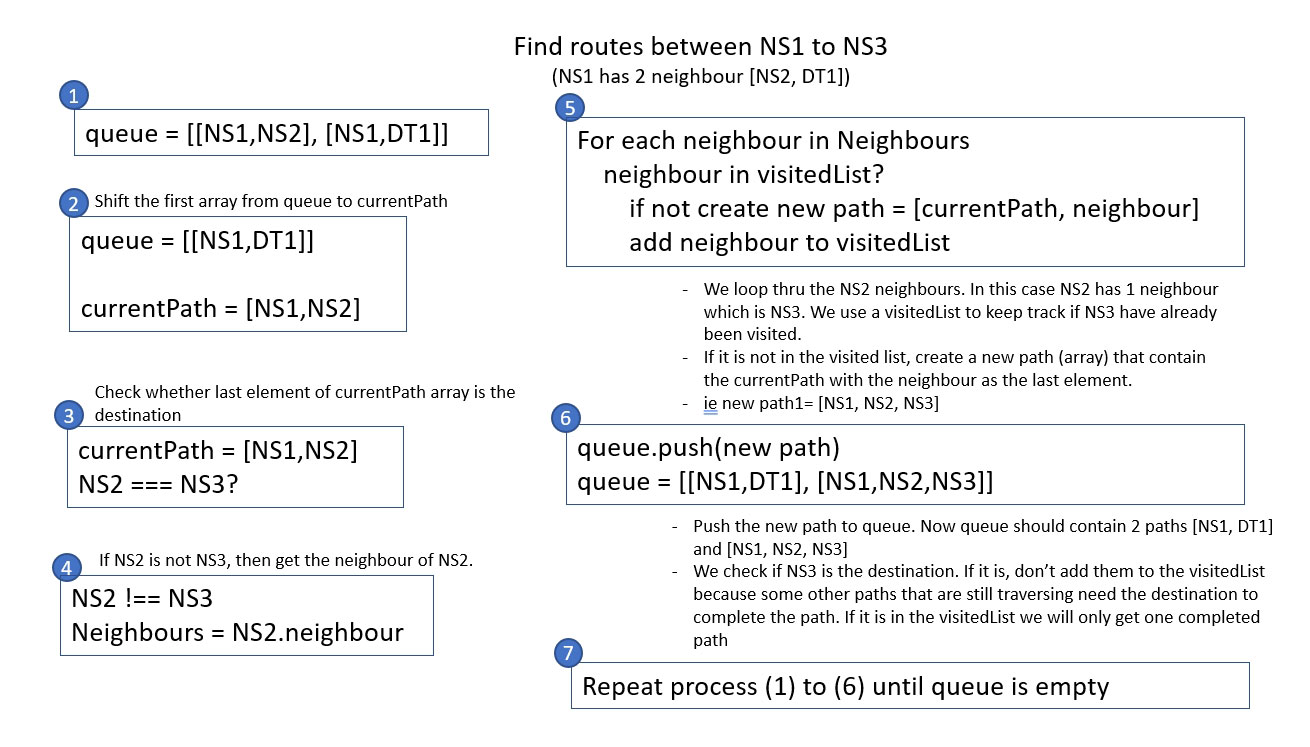 Find routes between NS1 to NS3
(NS1 has 2 neighbour [NS2, DT1])
1
queue = [[NS1,NS2], [NS1,DT1]]
2
Shift the first array from queue to currentPath
queue = [[NS1,DT1]]
currentPath = [NS1,NS2]
3
Check whether last element of currentPath array is the
destination
currentPath = [NS1,NS2]
NS2 === NS3?
4
If NS2 is not NS3, then get the neighbour of NS2.
NS2 !== NS3
Neighbours = NS2.neighbour
5
For each neighbour in Neighbours
neighbour in visitedList?
if not create new path = [currentPath, neighbour]
add neighbour to visitedList
- We loop thru the NS2 neighbours. In this case NS2 has 1 neighbour
which is NS3. We use a visitedList to keep track if NS3 have already
been visited.
- If it is not in the visited list, create a new path (array) that contain
the currentPath with the neighbour as the last element.
- ie new path1= [NS1, NS2, NS3]
6
queue.push(new path)
queue = [[NS1,DT1], [NS1,NS2,NS3]]
- Push the new path to queue. Now queue should contain 2 paths [NS1, DT1]
and [NS1, NS2, NS3]
- We check if NS3 is the destination. If it is, don’t add them to the visitedList
because some other paths that are still traversing need the destination to
complete the path. If it is in the visitedList we will only get one completed
path
7
Repeat process (1) to (6) until queue is empty